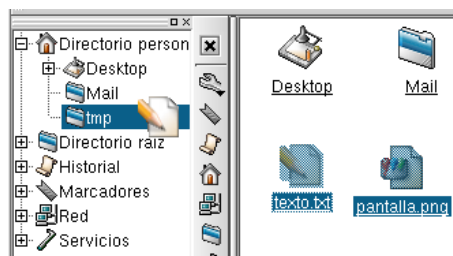 Directorio person
Desktop
Mail
tmp
Directorio raíz
Historial
Marcadores
Red
Servicios
Desktop
Mail
texto.txt
pantalla.png